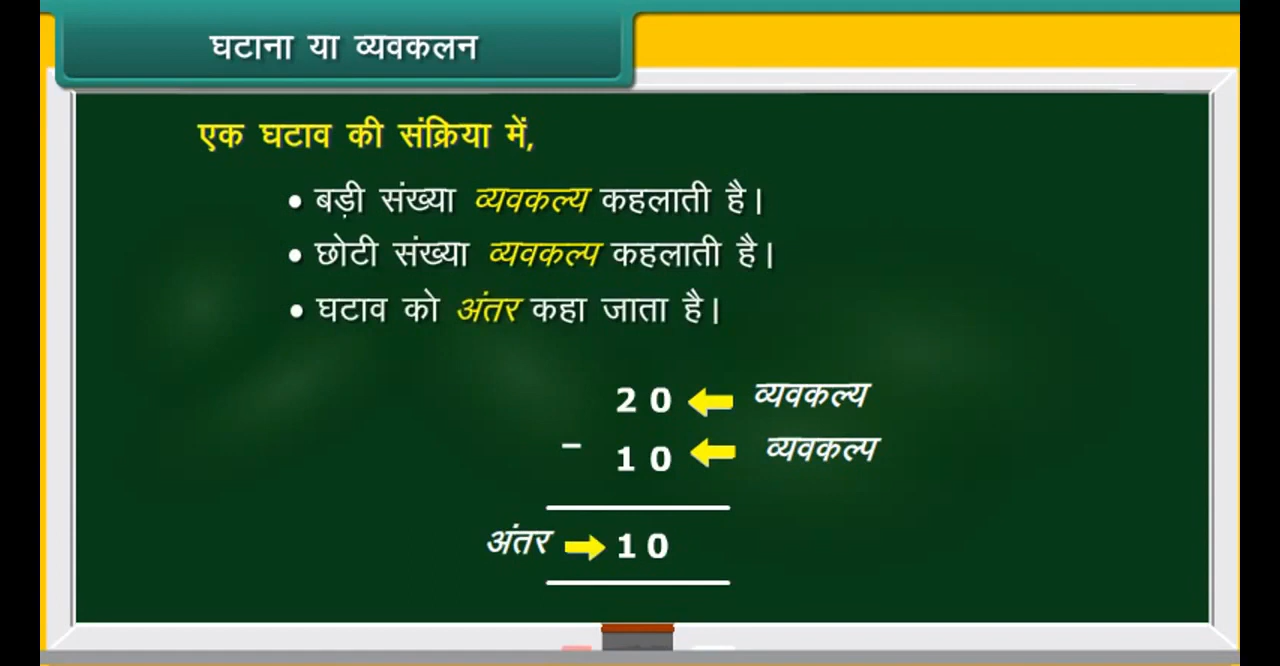 घटाना या व्यवकलन
एक घटाव की संक्रिया में,
• बड़ी संख्या व्यवकल्य कहलाती है।
• छोटी संख्या व्यवकल्प कहलाती है।
• घटाव को अंतर कहा जाता है।
2 0 व्यवकल्य
– 1 0 व्यवकल्प
अंतर 1 0